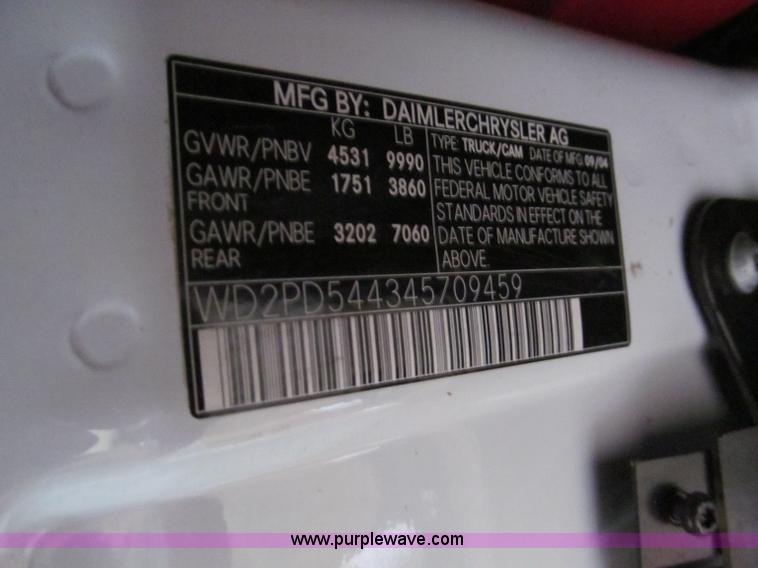 MFG BY: DAIMLERCHRYSLER AG
KG LB
GVWR/PNBV 4531 9990
GAWR/PNBE 1751 3860
FRONT
GAWR/PNBE 3202 7060
REAR
TYPE: TRUCK/CAM DATE OF MFG 09/04
THIS VEHICLE CONFORMS TO ALL
FEDERAL MOTOR VEHICLE SAFETY
STANDARDS IN EFFECT ON THE
DATE OF MANUFACTURE SHOWN
ABOVE.
WD2PD544345709459
www.purplewave.com